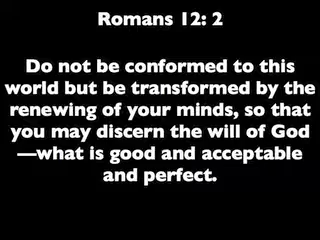 Romans 12: 2
Do not be conformed to this
world but be transformed by the
renewing of your minds, so that
you may discern the will of God
—what is good and acceptable
and perfect.